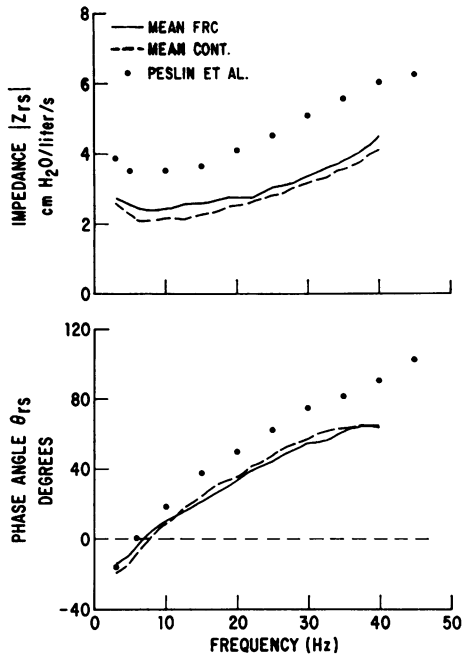 8
6
4
2
0
IMPEDANCE |Zrs|
cm H2O/liter/s
MEAN FRC
MEAN CONT.
PESLIN ET AL.
120
80
40
0
-40
PHASE ANGLE θrs
DEGREES
0 10 20 30 40 50
FREQUENCY (Hz)